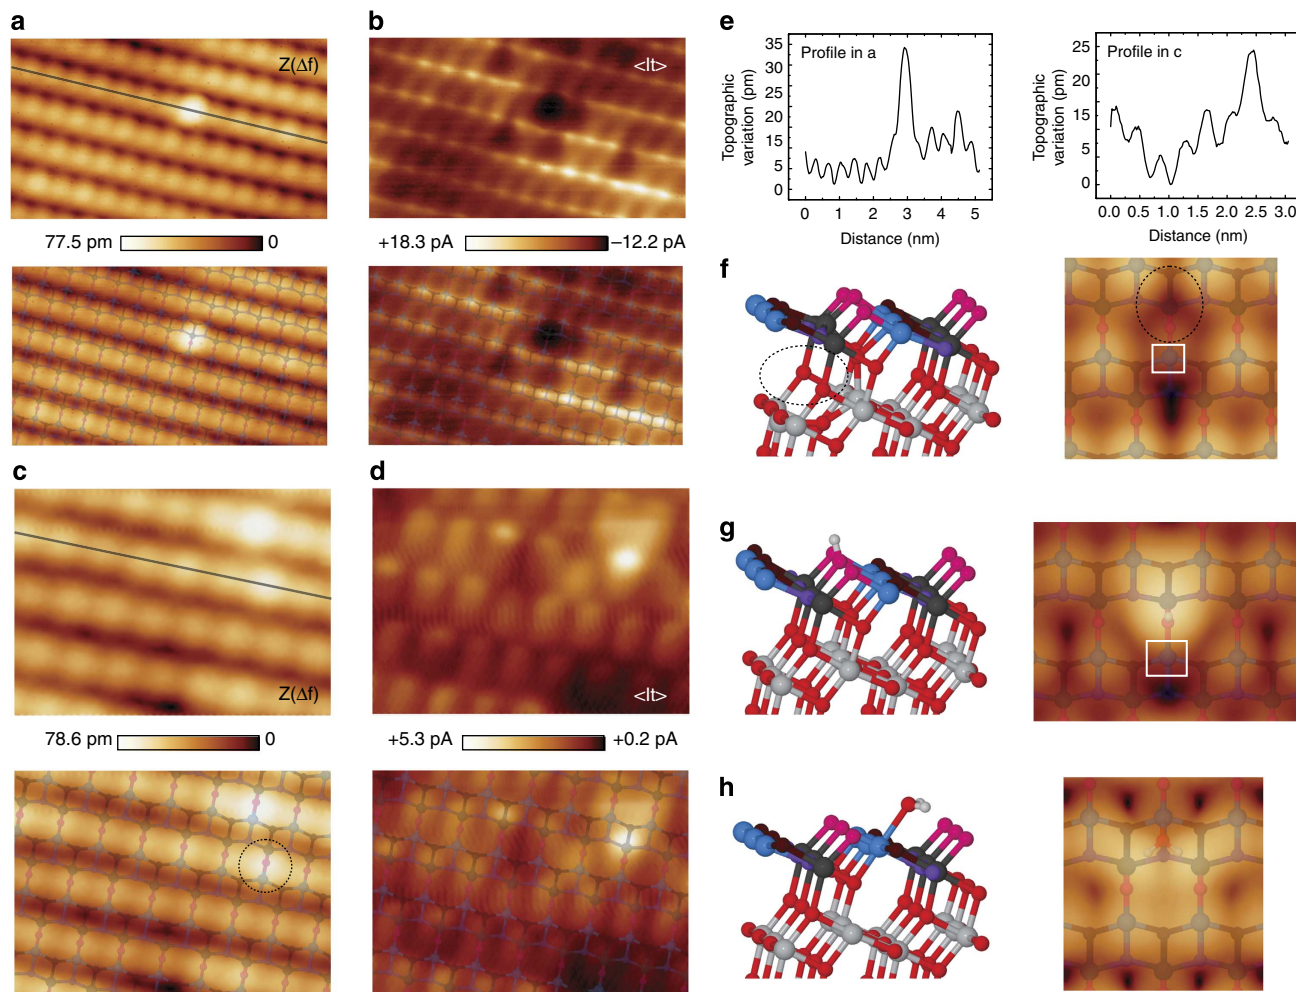 a
Z(Δf)
77.5 pm
0
b
<It>
+18.3 pA
−12.2 pA
c
Z(Δf)
78.6 pm
0
d
<It>
+5.3 pA
+0.2 pA
e
Profile in a
Topographic
variation (pm)
35
30
25
20
15
10
5
0
0
1
2
3
4
5
Distance (nm)
Profile in c
Topographic
variation (pm)
25
20
15
10
5
0
0.0
0.5
1.0
1.5
2.0
2.5
3.0
Distance (nm)
f
g
h